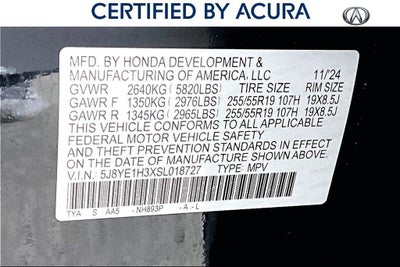 CERTIFIED BY ACURA
ACURA
MFD. BY HONDA DEVELOPMENT &
MANUFACTURING OF AMERICA, LLC 11/24
GVWR 2640KG (5820LBS) TIRE SIZE RIM SIZE
GAWR F 1350KG (2976LBS) 255/55R19 107H 19X8.5J
GAWR R 1345KG (2965LBS) 255/55R19 107H 19X8.5J
THIS VEHICLE CONFORMS TO ALL APPLICABLE
FEDERAL MOTOR VEHICLE SAFETY
AND THEFT PREVENTION STANDARDS IN EFFECT
ON THE DATE OF MANUFACTURE SHOWN ABOVE.
V.I.N.: 5J8YE1H3XSL018727 TYPE: MPV
TYA S AA5 -NH893P -A -L